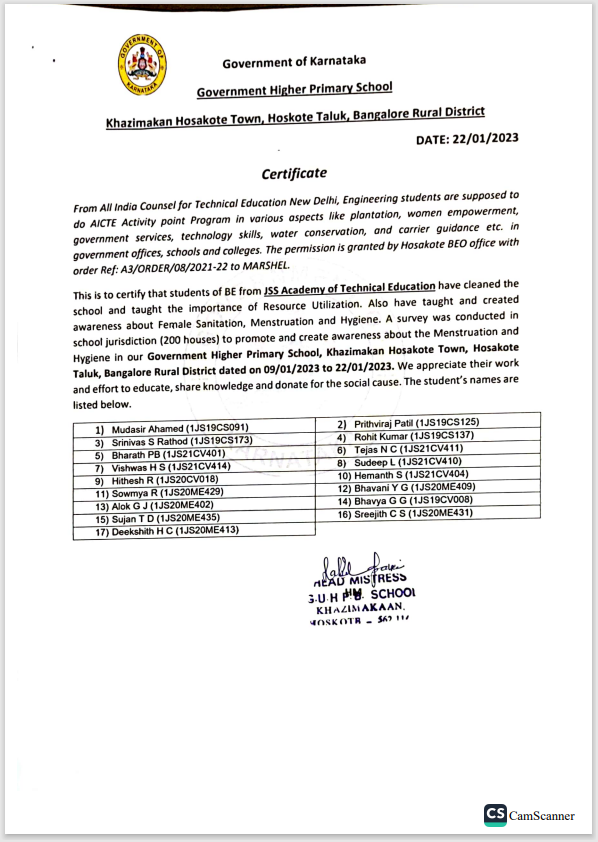 GOVERNMENT OF
KARNATAKA
Government of Karnataka
Government Higher Primary School
Khazimakan Hosakote Town, Hoskote Taluk, Bangalore Rural District
DATE: 22/01/2023
Certificate
From All India Counsel for Technical Education New Delhi, Engineering students are supposed to
do AICTE Activity point Program in various aspects like plantation, women empowerment,
government services, technology skills, water conservation, and carrier guidance etc. in
government offices, schools and colleges. The permission is granted by Hosakote BEO office with
order Ref: A3/ORDER/08/2021-22 to MARSHEL.
This is to certify that students of BE from JSS Academy of Technical Education have cleaned the
school and taught the importance of Resource Utilization. Also have taught and created
awareness about Female Sanitation, Menstruation and Hygiene. A survey was conducted in
school jurisdiction (200 houses) to promote and create awareness about the Menstruation and
Hygiene in our Government Higher Primary School, Khazimakan Hosakote Town, Hosakote
Taluk, Bangalore Rural District dated on 09/01/2023 to 22/01/2023. We appreciate their work
and effort to educate, share knowledge and donate for the social cause. The student's names are
listed below.
1) Mudasir Ahamed (1JS19CS091)
2) Prithviraj Patil (1JS19CS125)
3) Srinivas S Rathod (1JS19CS173)
4) Rohit Kumar (1JS19CS137)
5) Bharath PB (1JS21CV401)
6) Tejas N C (1JS21CV411)
7) Vishwas H S (1JS21CV414)
8) Sudeep L (1JS21CV410)
9) Hithesh R (1JS20CV018)
10) Hemanth S (1JS21CV404)
11) Sowmya R (1JS20ME429)
12) Bhavani Y G (1JS20ME409)
13) Alok G J (1JS20ME402)
14) Bhavya G G (1JS19CV008)
15) Sujan T D (1JS20ME435)
16) Sreejith C S (1JS20ME431)
17) Deekshith H C (1JS20ME413)
HEAD MISTRESS
HM
G.U.H.P.B. SCHOOL
KHAZIMAKAAN.
HOSKOTE -
CS CamScanner